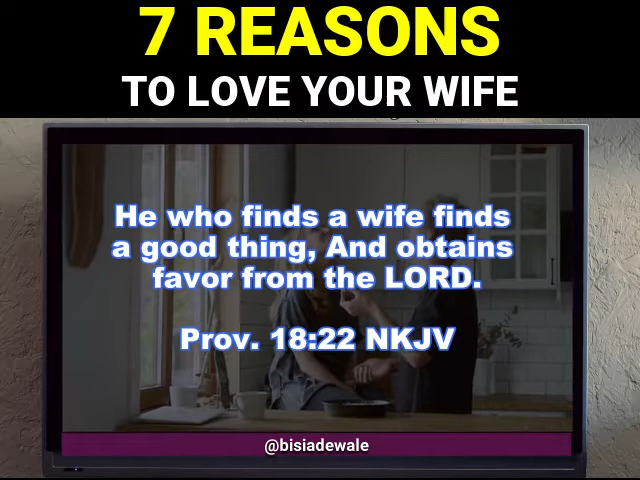 7 REASONS
TO LOVE YOUR WIFE
He who finds a wife finds
a good thing, And obtains
favor from the LORD.
Prov. 18:22 NKJV
@bisiadewale